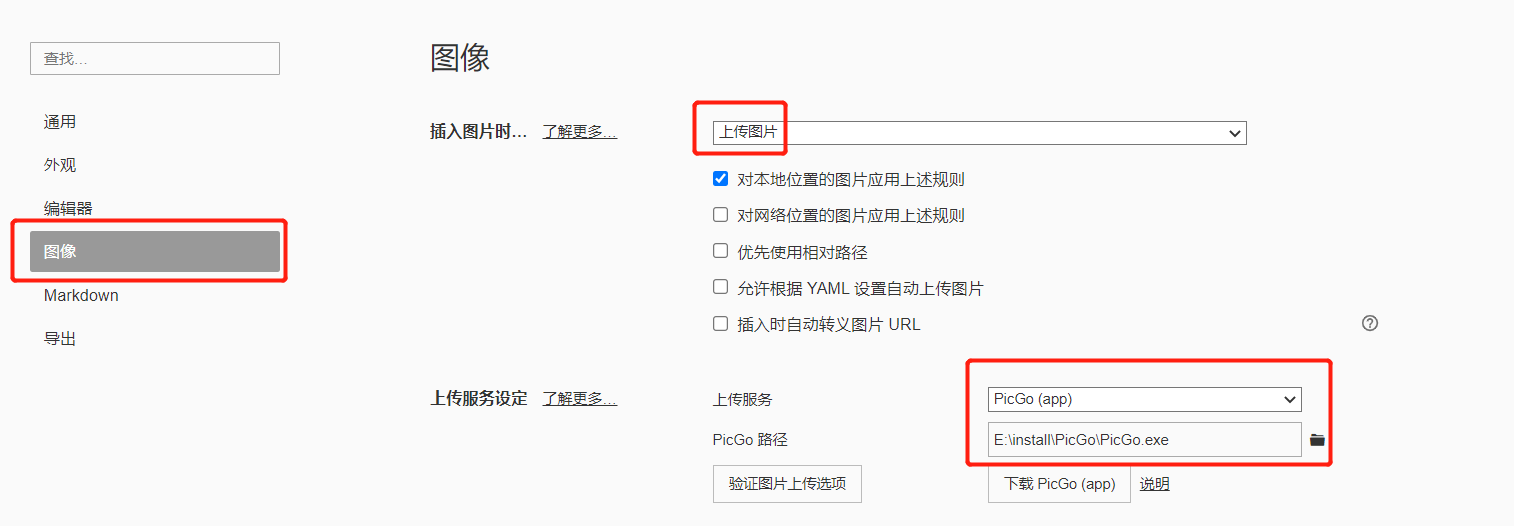 查找...
通用
外观
编辑器
图像
Markdown
导出
图像
插入图片时... 了解更多... 上传图片
对本地位置的图片应用上述规则
对网络位置的图片应用上述规则
优先使用相对路径
允许根据 YAML 设置自动上传图片
插入时自动转义图片 URL
上传服务设定 了解更多... 上传服务 PicGo (app)
PicGo 路径 E:\install\PicGo\PicGo.exe
验证图片上传选项 下载 PicGo (app) 说明